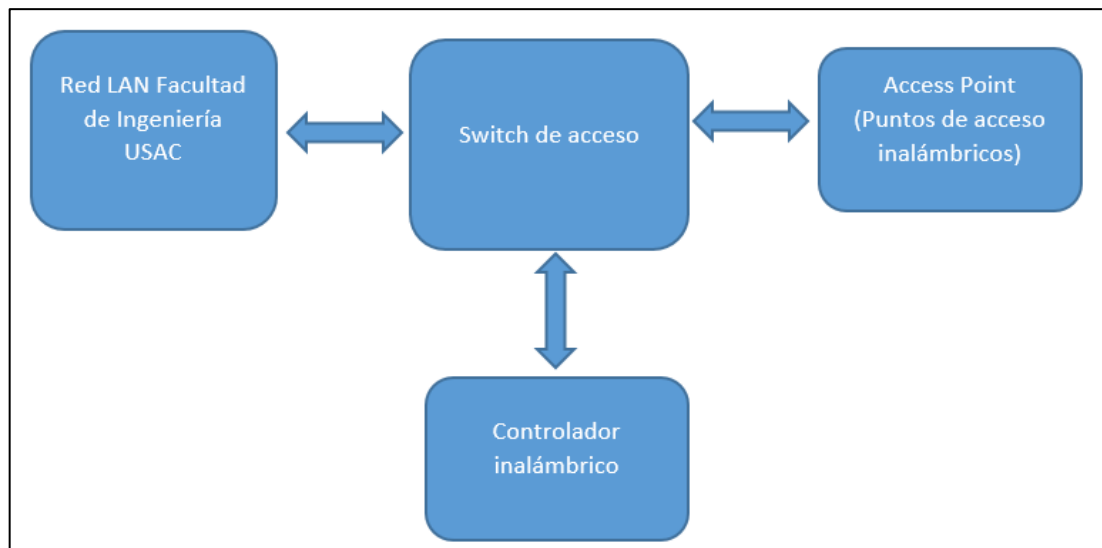 Red LAN Facultad
de Ingeniería
USAC
Switch de acceso
Access Point
(Puntos de acceso
inalámbricos)
Controlador
inalámbrico